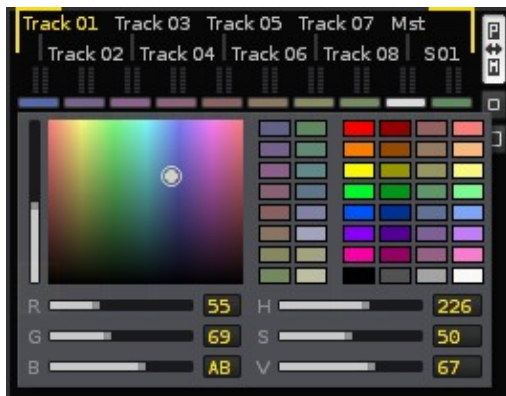 Track 01 Track 03 Track 05 Track 07 Mst
Track 02 Track 04 Track 06 Track 08 S01
P
M
R 55 H 226
G 69 S 50
B AB V 67